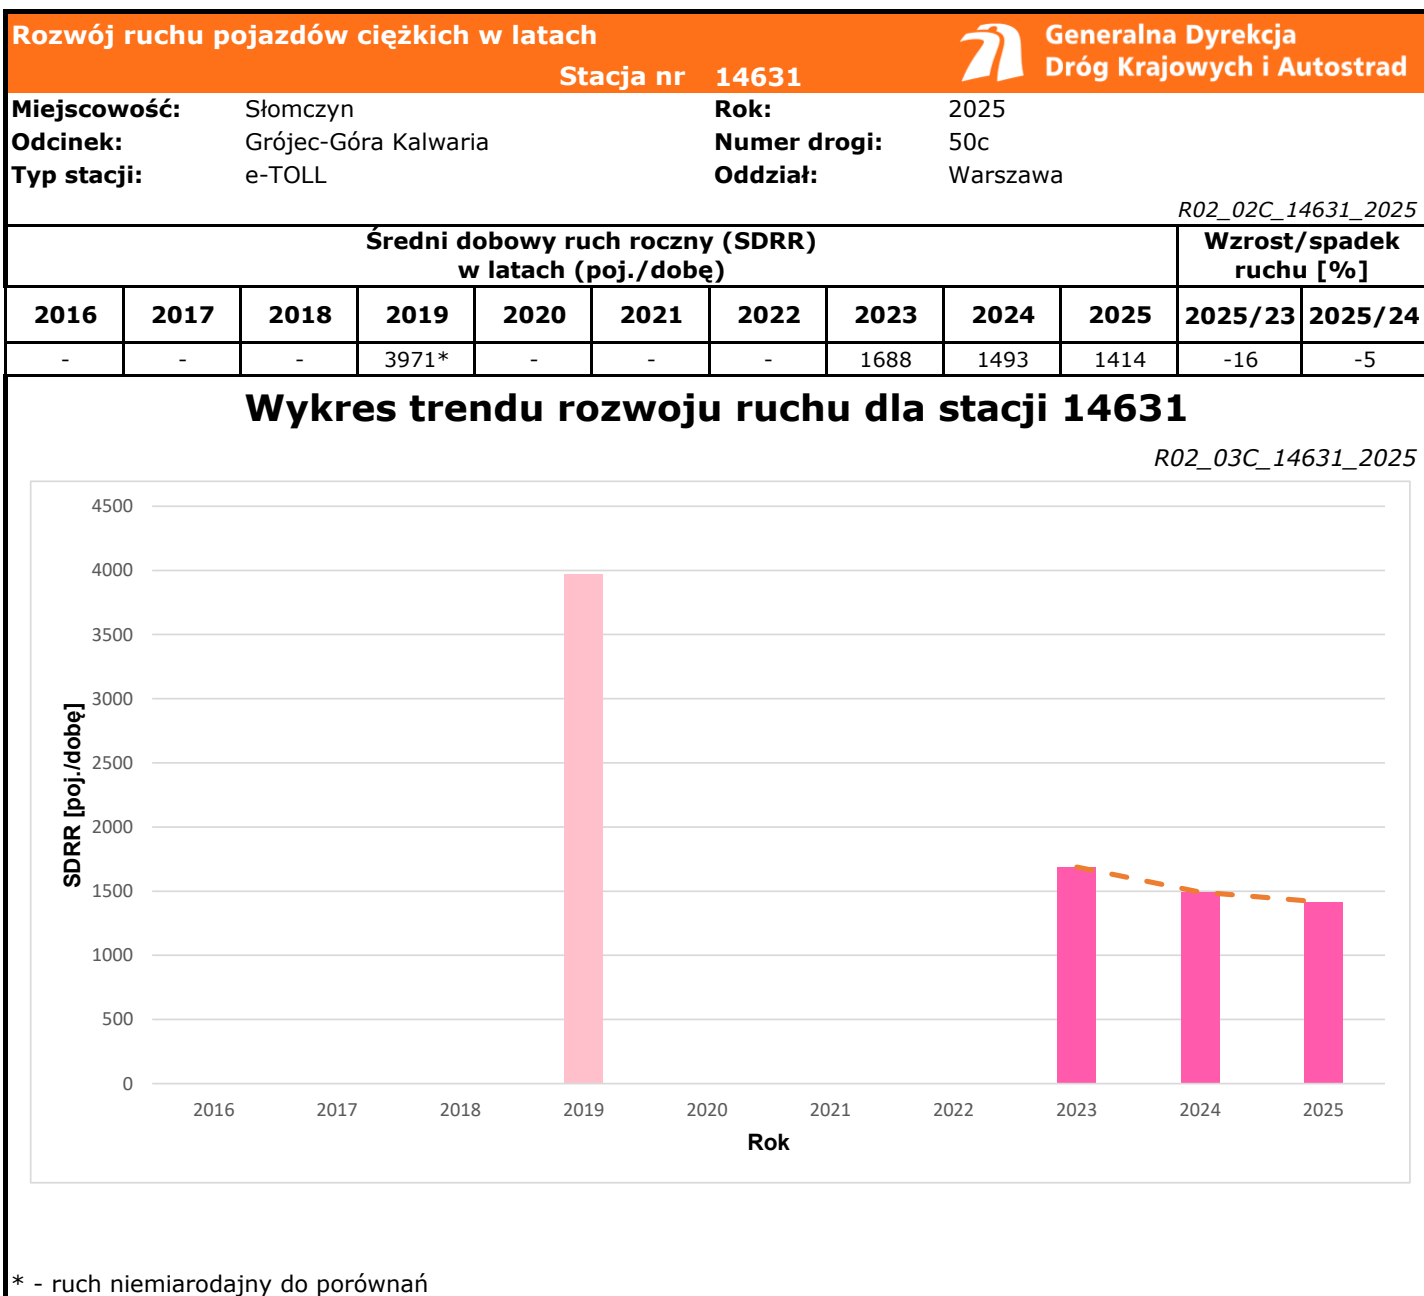 Rozwój ruchu pojazdów ciężkich w latach
Stacja nr 14631
Generalna Dyrekcja
Dróg Krajowych i Autostrad
Miejscowość: Słomczyn Rok: 2025
Odcinek: Grójec-Góra Kalwaria Numer drogi: 50c
Typ stacji: e-TOLL Oddział: Warszawa
R02_02C_14631_2025
Średni dobowy ruch roczny (SDRR)
w latach (poj./dobę)
Wzrost/spadek
ruchu [%]
2016 2017 2018 2019 2020 2021 2022 2023 2024 2025 2025/23 2025/24
- - - 3971* - - - 1688 1493 1414 -16 -5
Wykres trendu rozwoju ruchu dla stacji 14631
R02_03C_14631_2025
4500
4000
3500
3000
2500
2000
1500
1000
500
0
SDRR [poj./dobę]
2016 2017 2018 2019 2020 2021 2022 2023 2024 2025
Rok
* - ruch niemiarodajny do porównań